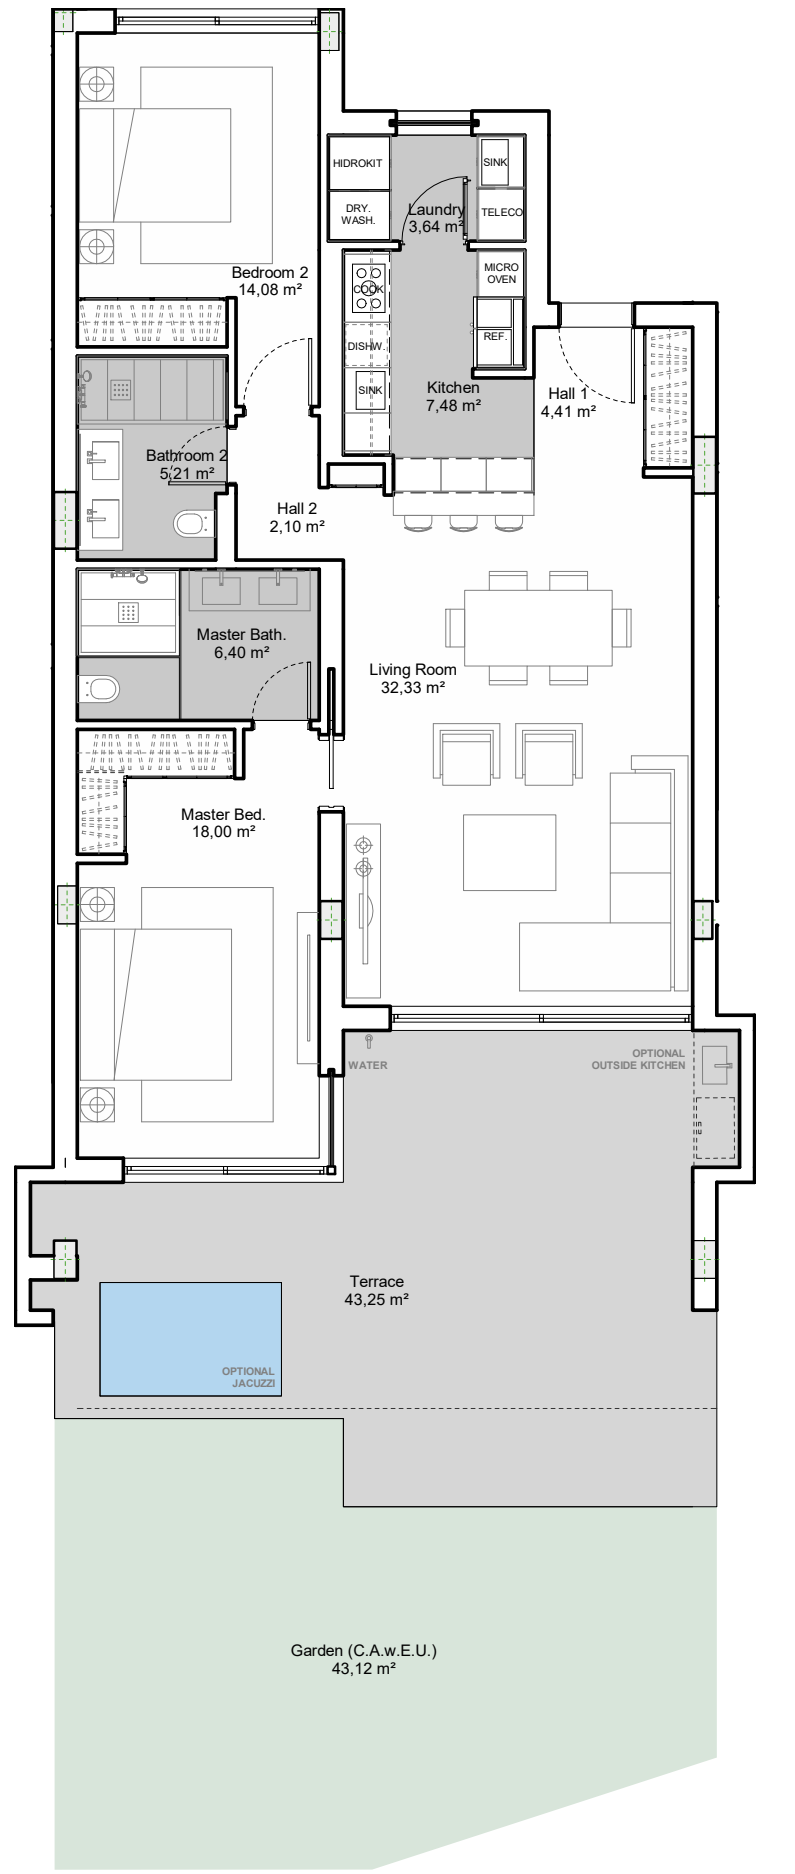 HIDROKIT
SINK
DRY.
WASH.
Laundry
3,64 m²
TELECO
Bedroom 2
14,08 m²
COOK
MICRO
OVEN
DISHW.
REF.
SINK
Kitchen
7,48 m²
Hall 1
4,41 m²
Bathroom 2
5,21 m²
Hall 2
2,10 m²
Master Bath.
6,40 m²
Living Room
32,33 m²
Master Bed.
18,00 m²
WATER
OPTIONAL
OUTSIDE KITCHEN
Terrace
43,25 m²
OPTIONAL
JACUZZI
Garden (C.A.w.E.U.)
43,12 m²